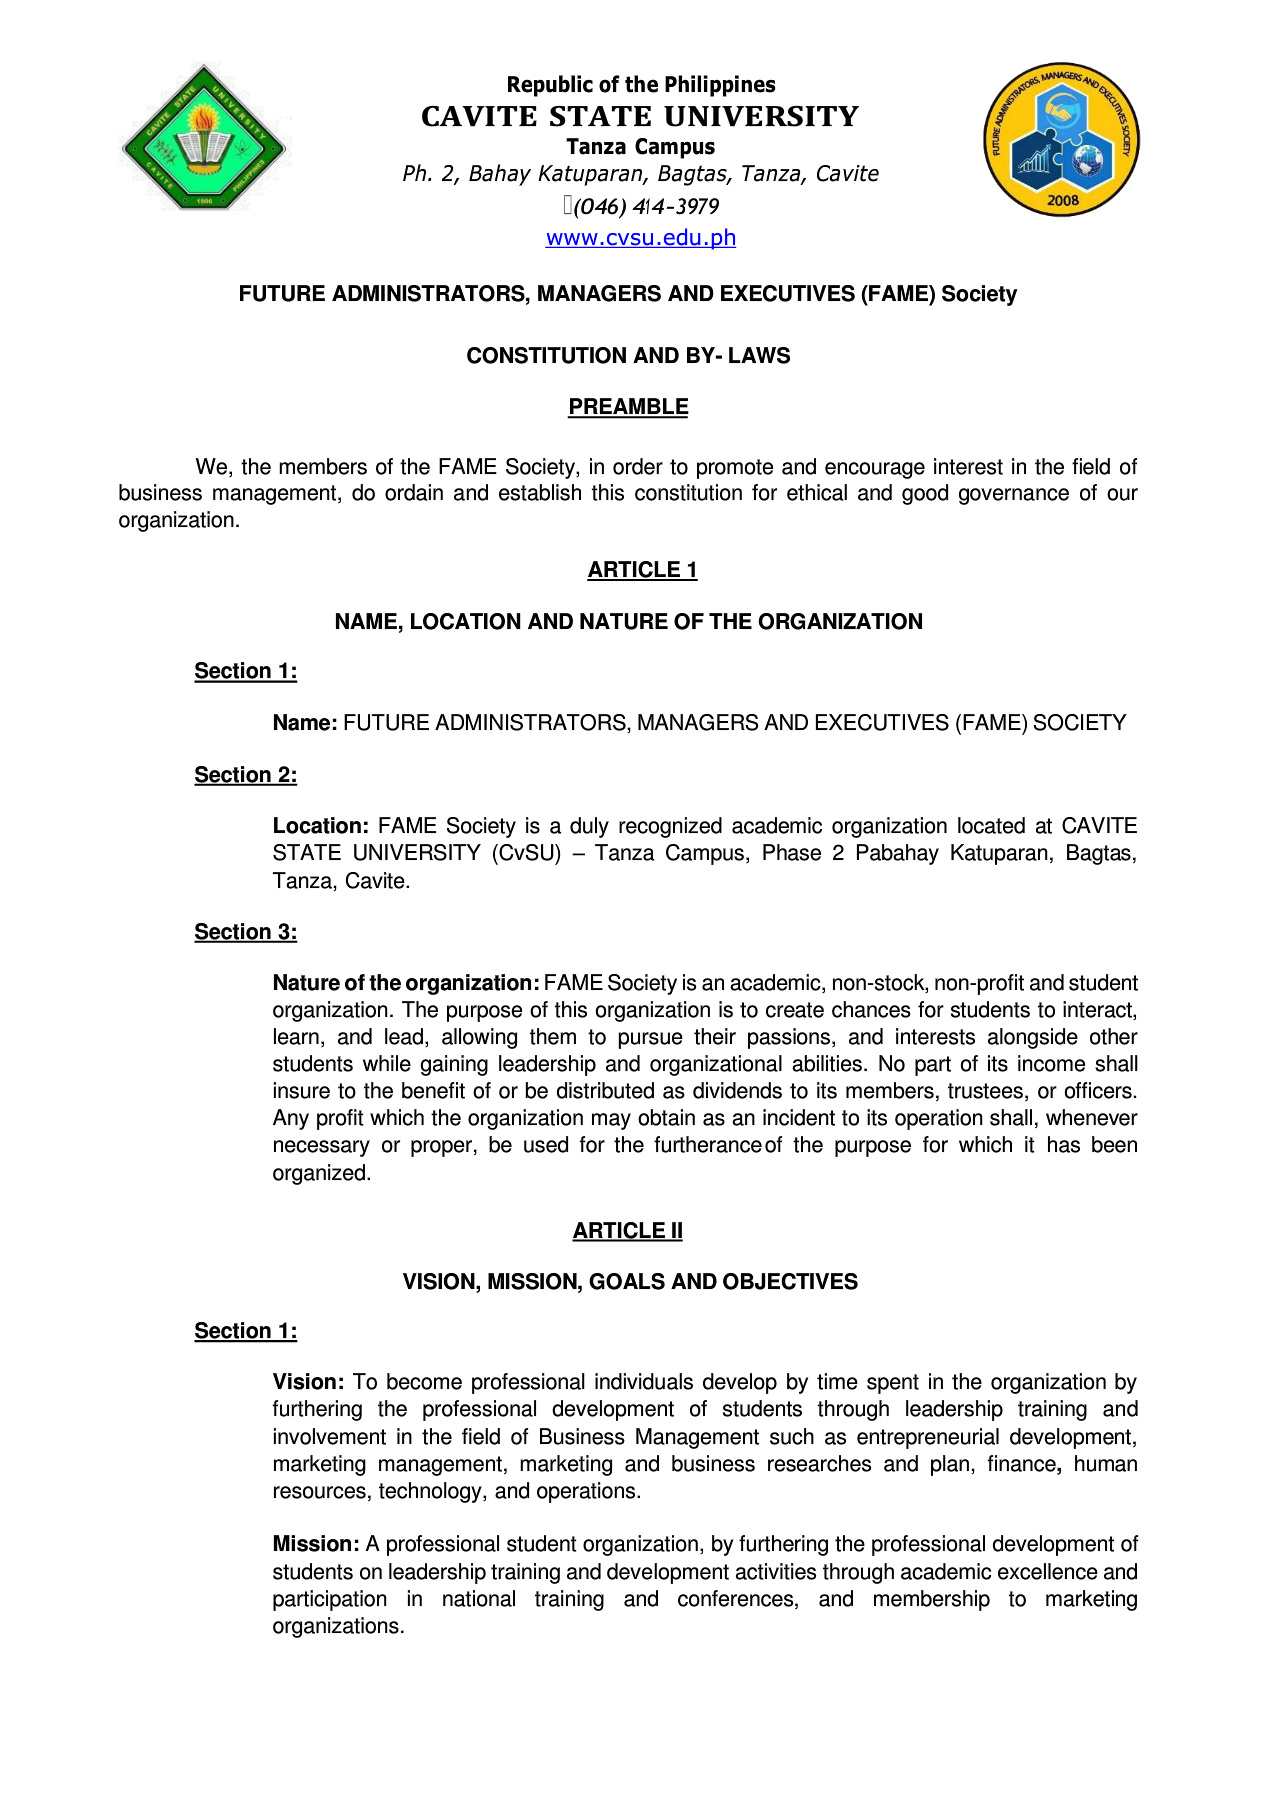 Republic of the Philippines
CAVITE STATE UNIVERSITY
Tanza Campus
Ph. 2, Bahay Katuparan, Bagtas, Tanza, Cavite
(046) 414-3979
www.cvsu.edu.ph
CAVITE STATE UNIVERSITY
CAVITE PHILIPPINES
1906
FUTURE ADMINISTRATORS, MANAGERS AND EXECUTIVES SOCIETY
2008
FUTURE ADMINISTRATORS, MANAGERS AND EXECUTIVES (FAME) Society
CONSTITUTION AND BY- LAWS
PREAMBLE
We, the members of the FAME Society, in order to promote and encourage interest in the field of
business management, do ordain and establish this constitution for ethical and good governance of our
organization.
ARTICLE 1
NAME, LOCATION AND NATURE OF THE ORGANIZATION
Section 1:
Name: FUTURE ADMINISTRATORS, MANAGERS AND EXECUTIVES (FAME) SOCIETY
Section 2:
Location: FAME Society is a duly recognized academic organization located at CAVITE
STATE UNIVERSITY (CvSU) – Tanza Campus, Phase 2 Pabahay Katuparan, Bagtas,
Tanza, Cavite.
Section 3:
Nature of the organization: FAME Society is an academic, non-stock, non-profit and student
organization. The purpose of this organization is to create chances for students to interact,
learn, and lead, allowing them to pursue their passions, and interests alongside other
students while gaining leadership and organizational abilities. No part of its income shall
insure to the benefit of or be distributed as dividends to its members, trustees, or officers.
Any profit which the organization may obtain as an incident to its operation shall, whenever
necessary or proper, be used for the furtherance of the purpose for which it has been
organized.
ARTICLE II
VISION, MISSION, GOALS AND OBJECTIVES
Section 1:
Vision: To become professional individuals develop by time spent in the organization by
furthering the professional development of students through leadership training and
involvement in the field of Business Management such as entrepreneurial development,
marketing management, marketing and business researches and plan, finance, human
resources, technology, and operations.
Mission: A professional student organization, by furthering the professional development of
students on leadership training and development activities through academic excellence and
participation in national training and conferences, and membership to marketing
organizations.